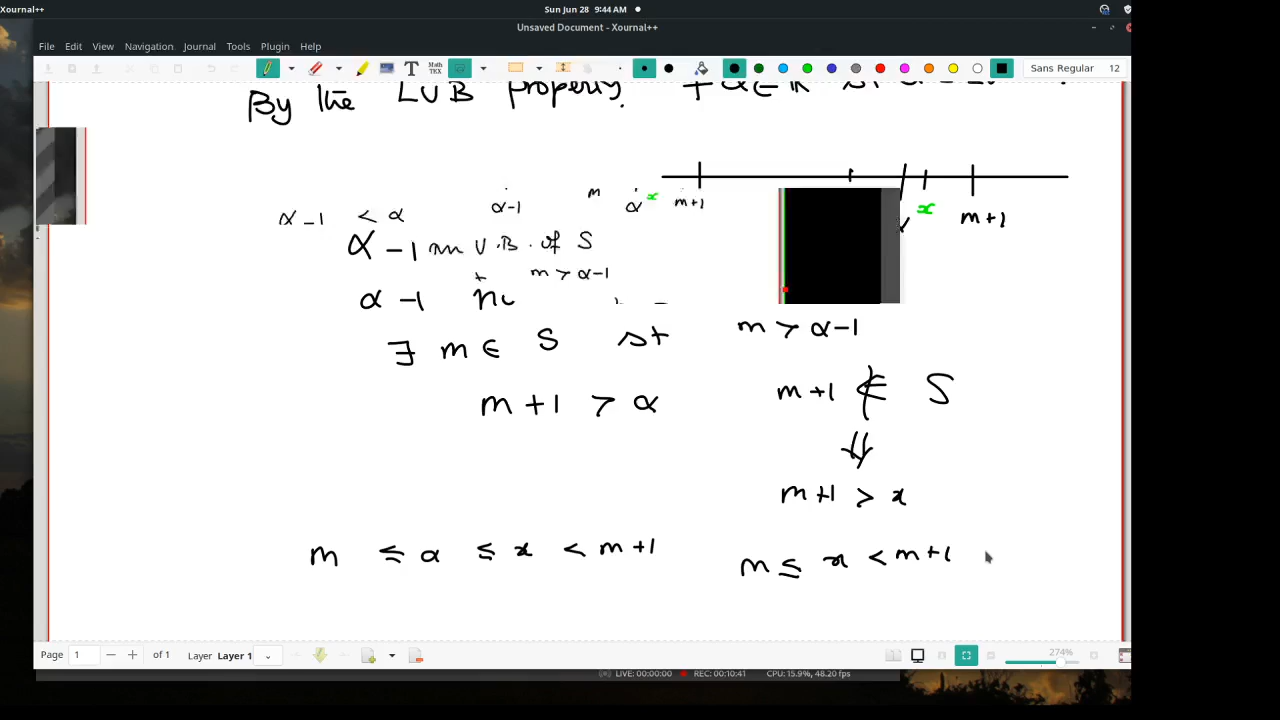 Xournal++
Sun Jun 28 9:44 AM
Unsaved Document - Xournal++
File Edit View Navigation Journal Tools Plugin Help
Sans Regular 12
By the LUB property.
m+1
α-1 m α x m+1
x
m+1
α-1 < α
α-1 U.B. of S
m > α-1
α-1
∃ m ∈ S st m > α-1
m+1 > α
m+1 ∉ S
⇓
m+1 > x
m ≤ α ≤ x < m+1
m ≤ x < m+1
Page 1 of 1 Layer Layer 1 274%
LIVE: 00:00:00 REC: 00:10:41 CPU: 15.9%, 48.20 fps